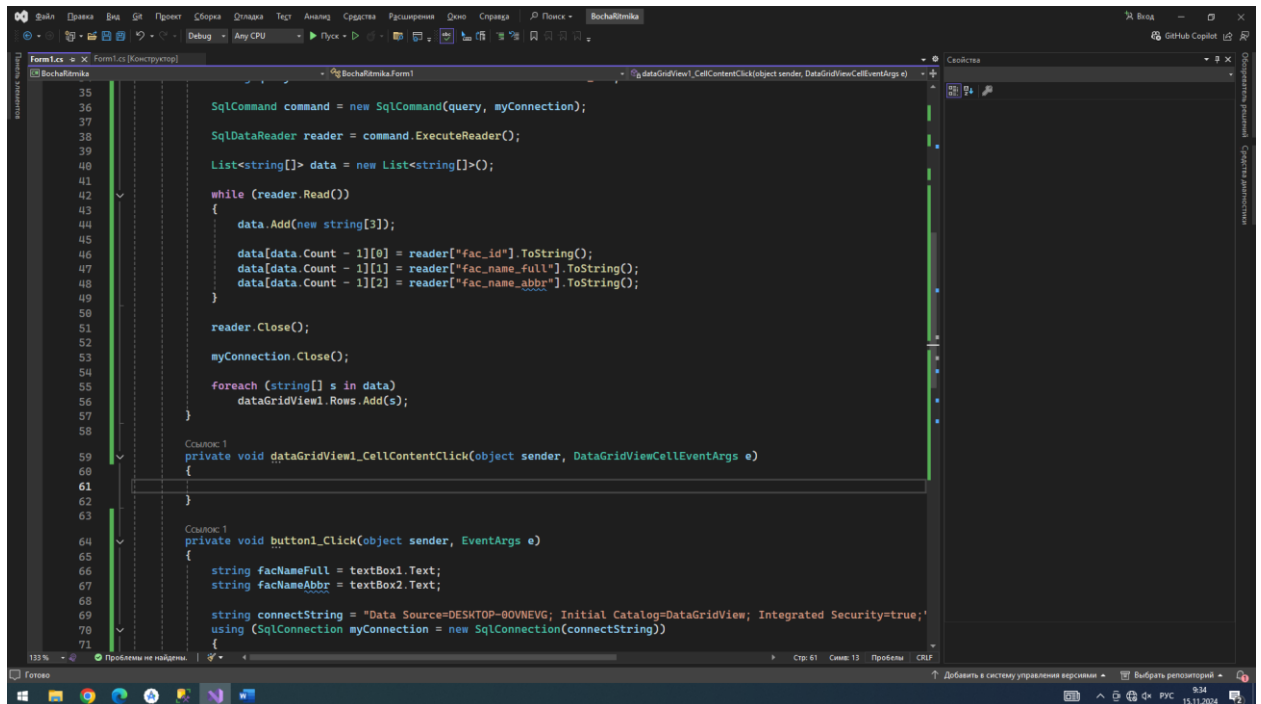 Файл Правка Вид Git Проект Сборка Отладка Тест Анализ Средства Расширения Окно Справка Поиск BochaRitmika Вход
Debug Any CPU Пуск GitHub Copilot
Form1.cs Form1.cs [Конструктор] Свойства
BochaRitmika BochaRitmika.Form1 dataGridView1_CellContentClick(object sender, DataGridViewCellEventArgs e)
Панель элементов
Обозреватель решений Средства диагностики
35
36 SqlCommand command = new SqlCommand(query, myConnection);
37
38 SqlDataReader reader = command.ExecuteReader();
39
40 List<string[]> data = new List<string[]>();
41
42 while (reader.Read())
43 {
44 data.Add(new string[3]);
45
46 data[data.Count - 1][0] = reader["fac_id"].ToString();
47 data[data.Count - 1][1] = reader["fac_name_full"].ToString();
48 data[data.Count - 1][2] = reader["fac_name_abbr"].ToString();
49 }
50
51 reader.Close();
52
53 myConnection.Close();
54
55 foreach (string[] s in data)
56 dataGridView1.Rows.Add(s);
57 }
58
Ссылок: 1
59 private void dataGridView1_CellContentClick(object sender, DataGridViewCellEventArgs e)
60 {
61
62 }
63
Ссылок: 1
64 private void button1_Click(object sender, EventArgs e)
65 {
66 string facNameFull = textBox1.Text;
67 string facNameAbbr = textBox2.Text;
68
69 string connectString = "Data Source=DESKTOP-0OVNEVG; Initial Catalog=DataGridView; Integrated Security=true;"
70 using (SqlConnection myConnection = new SqlConnection(connectString))
71 {
133 % Проблемы не найдены. Стр: 61 Симв: 13 Пробелы CRLF
Готово Добавить в систему управления версиями Выбрать репозиторий
РУС 9:34
15.11.2024